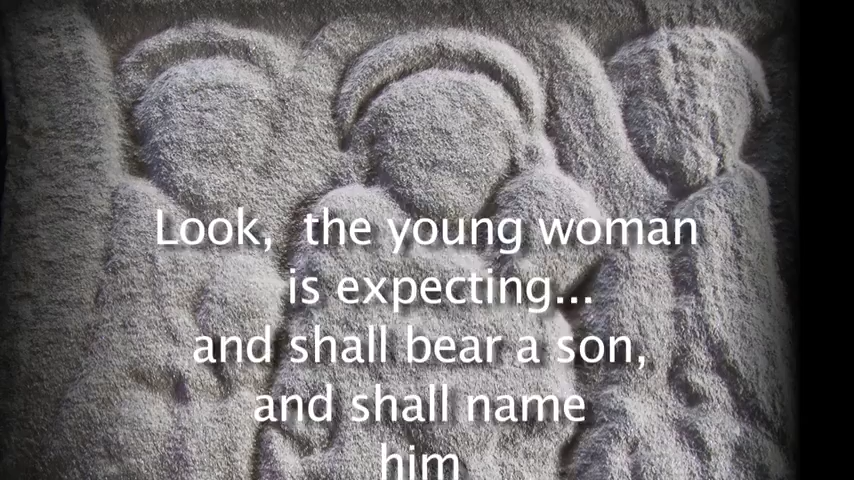 Look, the young woman
is expecting...
and shall bear a son,
and shall name
him